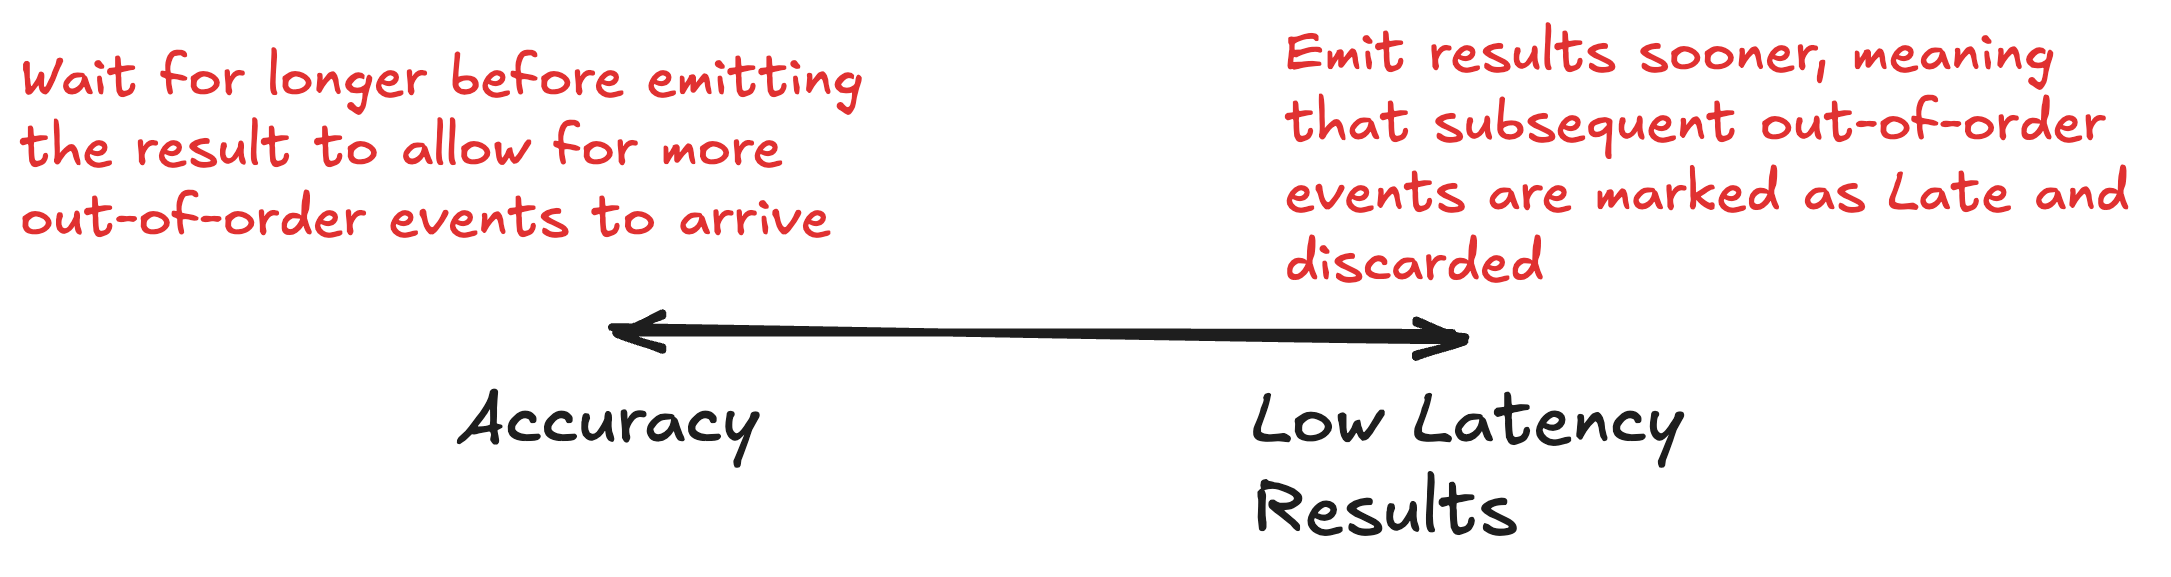 Wait for longer before emitting
the result to allow for more
out-of-order events to arrive
Emit results sooner, meaning
that subsequent out-of-order
events are marked as Late and
discarded
Accuracy
Low Latency
Results